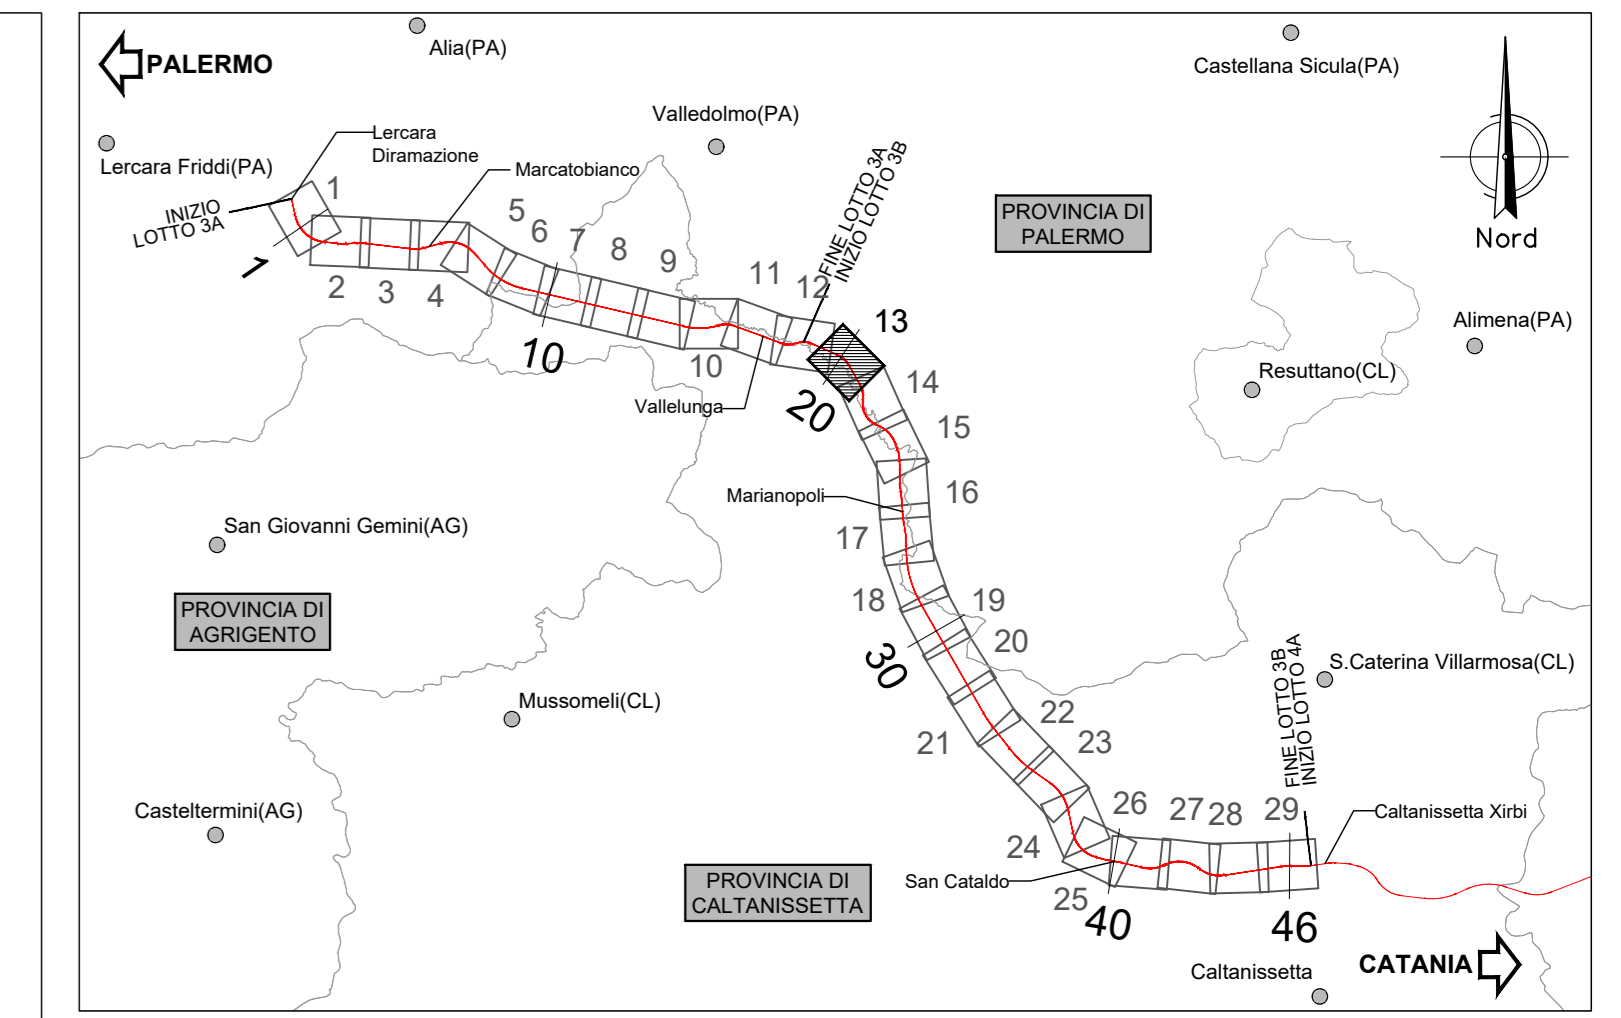 Alia(PA)
PALERMO
Castellana Sicula(PA)
Valledolmo(PA)
Lercara
Diramazione
Lercara Friddi(PA)
Marcatobianco
INIZIO
LOTTO 3A
FINE LOTTO 3A
INIZIO LOTTO 3B
PROVINCIA DI
PALERMO
Nord
1
2
3
4
5
6
7
8
9
10
11
12
13
1
10
20
Vallelunga
Alimena(PA)
Resuttano(CL)
14
15
16
Marianopoli
17
18
19
20
30
San Giovanni Gemini(AG)
PROVINCIA DI
AGRIGENTO
Mussomeli(CL)
Casteltermini(AG)
21
22
23
24
25
26
27
28
29
FINE LOTTO 3B
INIZIO LOTTO 4A
S.Caterina Villarmosa(CL)
Caltanissetta Xirbi
San Cataldo
40
46
PROVINCIA DI
CALTANISSETTA
Caltanissetta
CATANIA